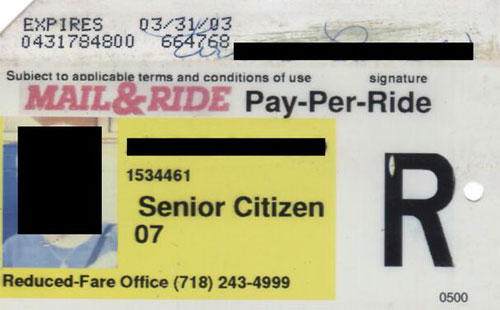 EXPIRES 03/31/03
0431784800 664768
Subject to applicable terms and conditions of use signature
MAIL&RIDE Pay-Per-Ride
1534461
Senior Citizen
07
R
Reduced-Fare Office (718) 243-4999
0500